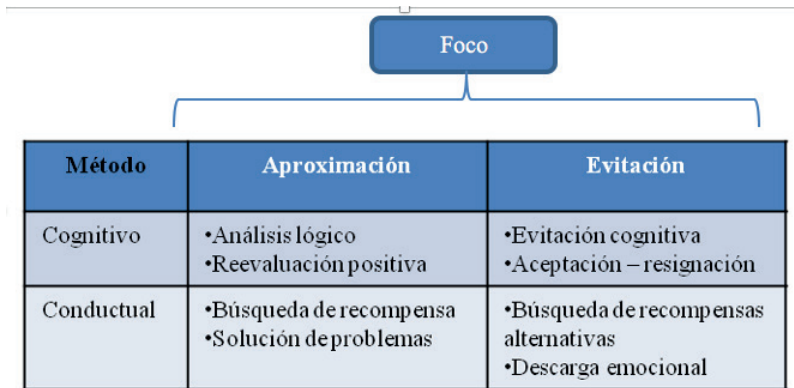 Foco
Método
Aproximación
Evitación
Cognitivo
•Análisis lógico
•Reevaluación positiva
•Evitación cognitiva
•Aceptación – resignación
Conductual
•Búsqueda de recompensa
•Solución de problemas
•Búsqueda de recompensas
alternativas
•Descarga emocional